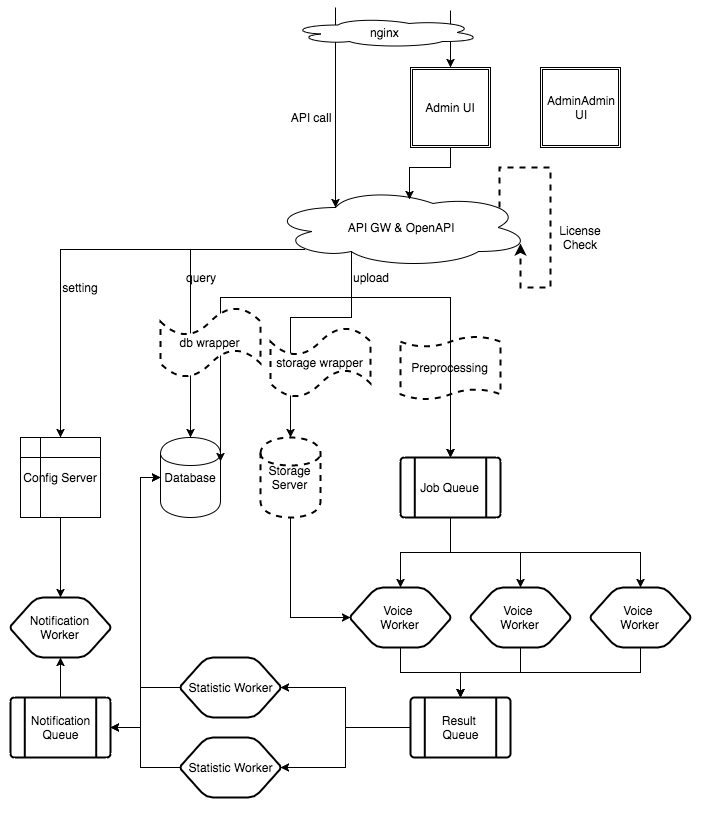 nginx
Admin UI
AdminAdmin
UI
API call
API GW & OpenAPI
License
Check
setting
query
upload
db wrapper
storage wrapper
Preprocessing
Config Server
Database
Storage
Server
Job Queue
Notification
Worker
Voice
Worker
Voice
Worker
Voice
Worker
Statistic Worker
Notification
Queue
Result
Queue
Statistic Worker